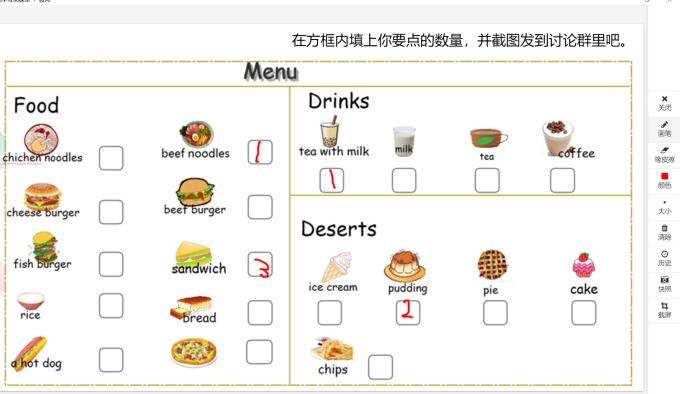 在方框内填上你要点的数量，并截图发到讨论群里吧。
Menu
Food
chichen noodles
beef noodles 1
cheese burger
beef burger
fish burger
sandwich 3
rice
bread
a hot dog
Drinks
tea with milk 1
milk
tea
coffee
Deserts
ice cream
pudding 2
pie
cake
chips
关闭
画笔
橡皮擦
颜色
大小
清除
历史
快照
截屏